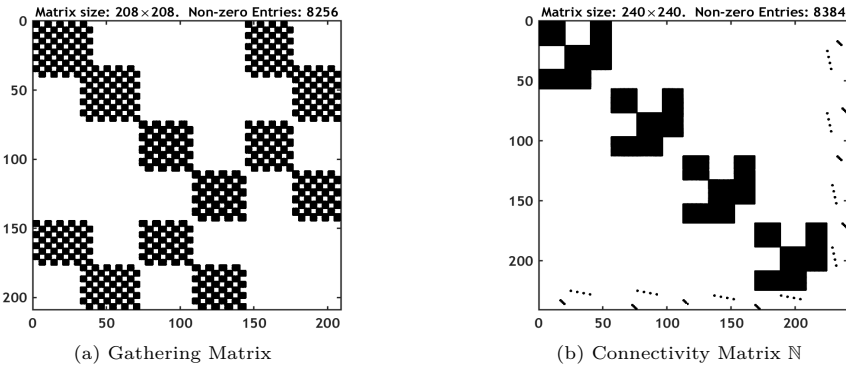 Matrix size: 208×208. Non-zero Entries: 8256
0
50
100
150
200
0 50 100 150 200
(a) Gathering Matrix
Matrix size: 240×240. Non-zero Entries: 8384
0
50
100
150
200
0 50 100 150 200
(b) Connectivity Matrix ℕ